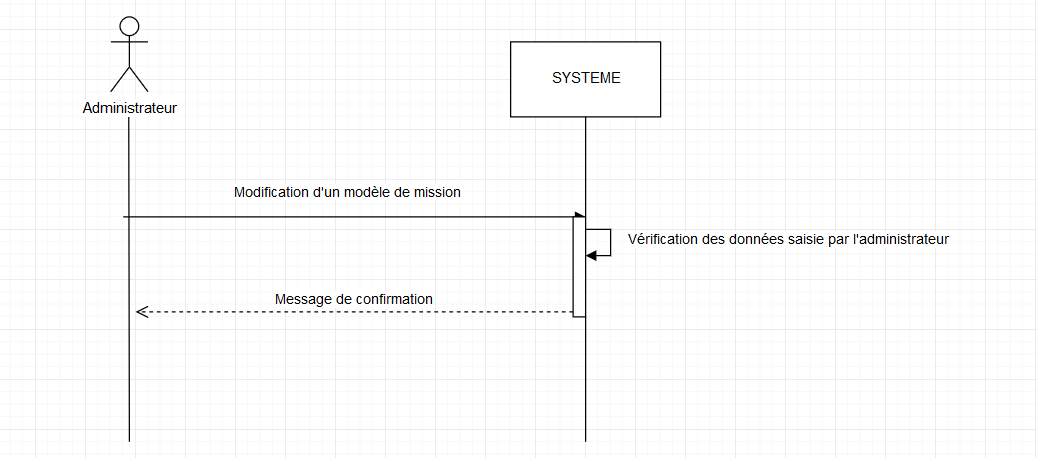 SYSTEME
Administrateur
Modification d'un modèle de mission
Vérification des données saisie par l'administrateur
Message de confirmation